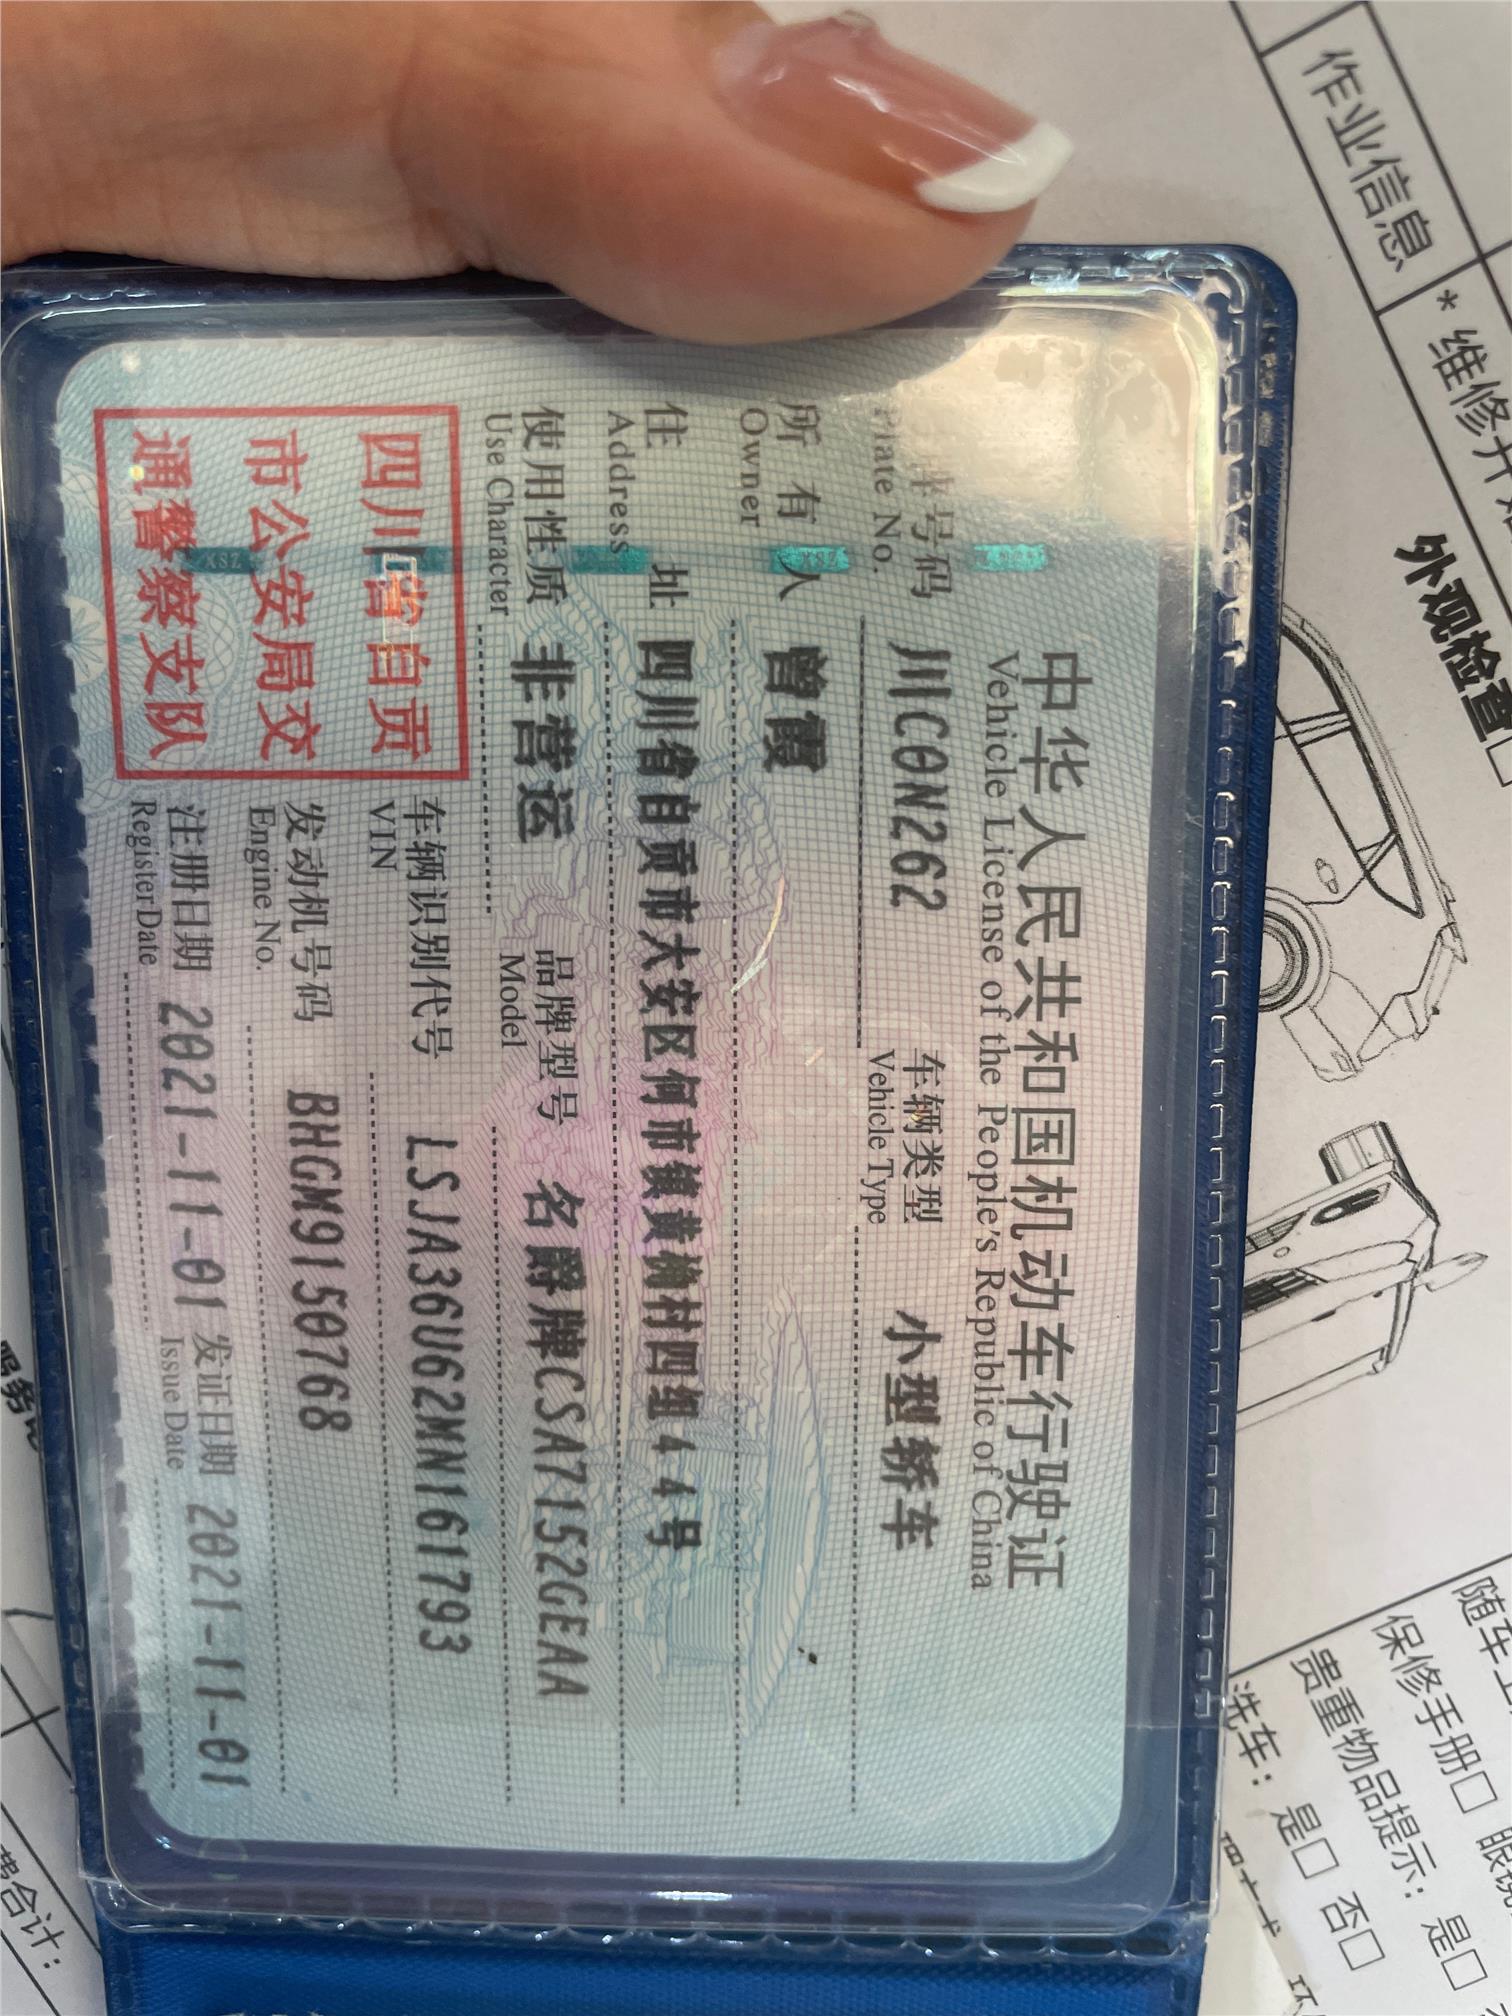 中华人民共和国机动车行驶证
Vehicle License of the People's Republic of China
号码 川C0N262 车辆类型 小型轿车
Plate No. Vehicle Type
所有人 曾霞
Owner
住址 四川省自贡市大安区何市镇黄桷村四组44号
Address
使用性质 非营运 品牌型号 名爵牌CSA7152GEAA
Use Character Model
四川省自贡
市公安局交
通警察支队
车辆识别代号 LSJA36U62MN161793
VIN
发动机号码 BHGM9150768
Engine No.
注册日期 2021-11-01 发证日期 2021-11-01
Register Date Issue Date
作业信息
*维修开
外观检查
随车工
保修手册□ 眼镜
贵重物品提示：是□
洗车：是□ 否□
费合计：